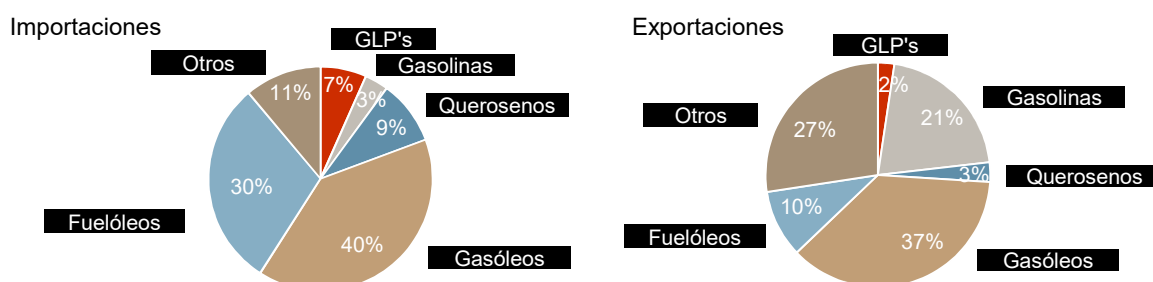 Importaciones
GLP's
Otros
Gasolinas
7%
11%
3%
Querosenos
9%
30%
Fuelóleos
40%
Gasóleos
Exportaciones
GLP's
2%
Gasolinas
Otros
21%
27%
3%
Querosenos
10%
Fuelóleos
37%
Gasóleos